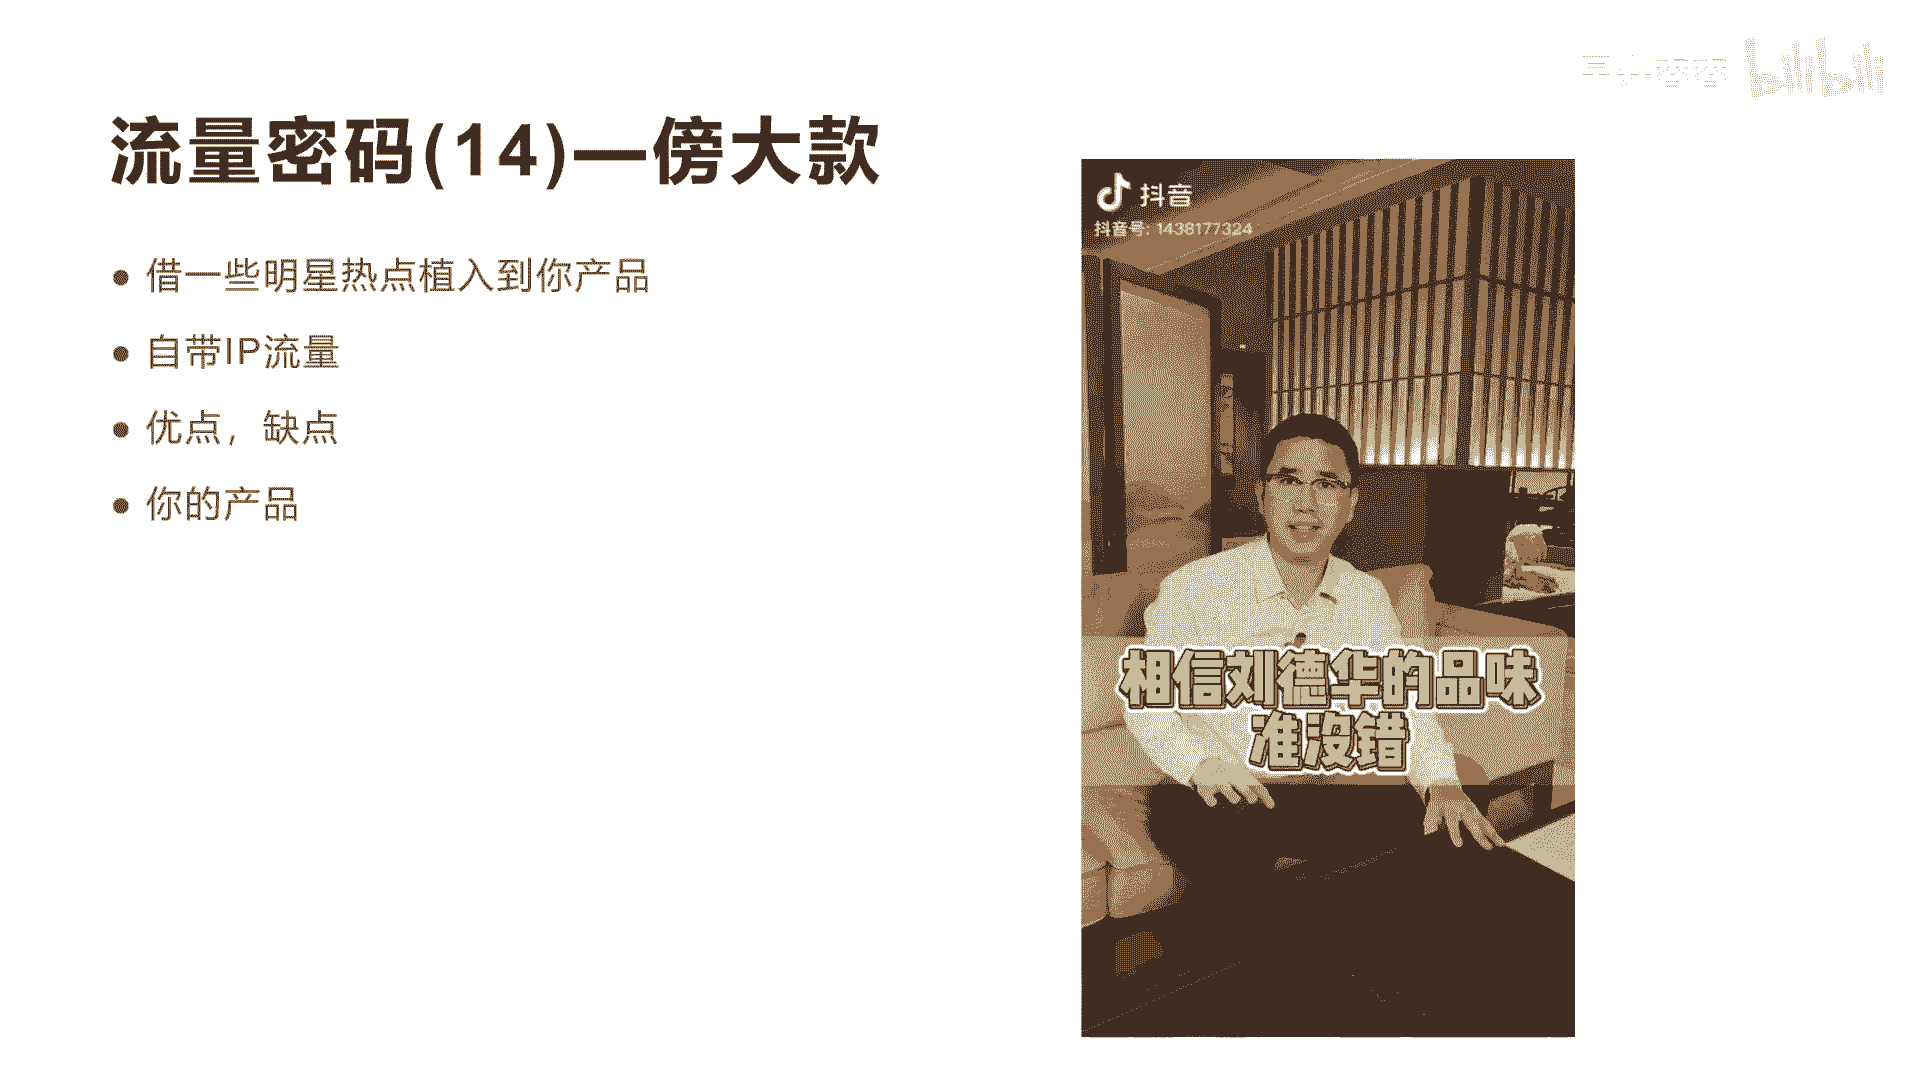 bilibili
流量密码(14)—傍大款
● 借一些明星热点植入到你产品
● 自带IP流量
● 优点，缺点
● 你的产品
抖音
抖音号: 1438177324
相信刘德华的品味
准没错